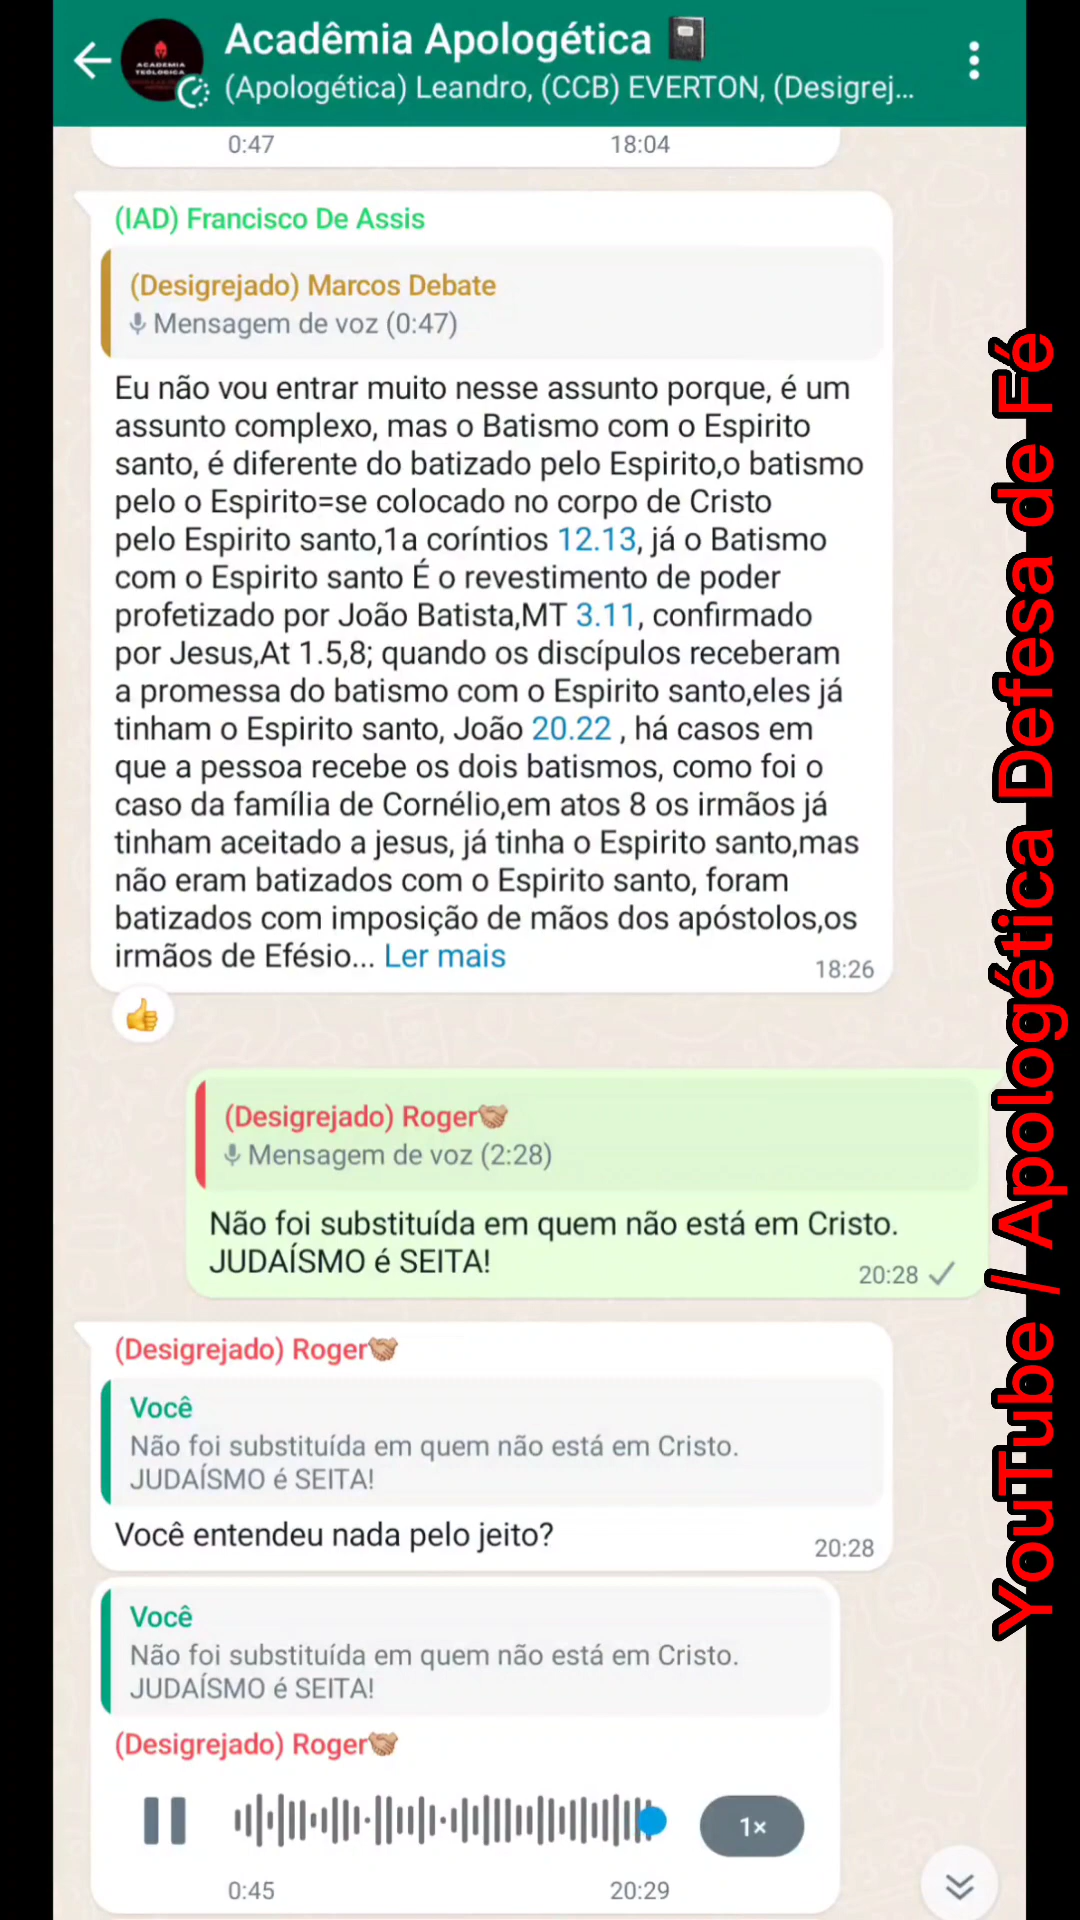 Acadêmia Apologética
(Apologética) Leandro, (CCB) EVERTON, (Desigrej...
ACADEMIA
TEOLÓGICA
0:47
18:04
(IAD) Francisco De Assis
(Desigrejado) Marcos Debate
Mensagem de voz (0:47)
Eu não vou entrar muito nesse assunto porque, é um
assunto complexo, mas o Batismo com o Espirito
santo, é diferente do batizado pelo Espirito,o batismo
pelo o Espirito=se colocado no corpo de Cristo
pelo Espirito santo,1a coríntios 12.13, já o Batismo
com o Espirito santo É o revestimento de poder
profetizado por João Batista,MT 3.11, confirmado
por Jesus,At 1.5,8; quando os discípulos receberam
a promessa do batismo com o Espirito santo,eles já
tinham o Espirito santo, João 20.22 , há casos em
que a pessoa recebe os dois batismos, como foi o
caso da família de Cornélio,em atos 8 os irmãos já
tinham aceitado a jesus, já tinha o Espirito santo,mas
não eram batizados com o Espirito santo, foram
batizados com imposição de mãos dos apóstolos,os
irmãos de Efésio... Ler mais
18:26
(Desigrejado) Roger
Mensagem de voz (2:28)
Não foi substituída em quem não está em Cristo.
JUDAÍSMO é SEITA!
20:28
(Desigrejado) Roger
Você
Não foi substituída em quem não está em Cristo.
JUDAÍSMO é SEITA!
Você entendeu nada pelo jeito?
20:28
Você
Não foi substituída em quem não está em Cristo.
JUDAÍSMO é SEITA!
(Desigrejado) Roger
1×
0:45
20:29
YouTube / Apologética Defesa de Fé